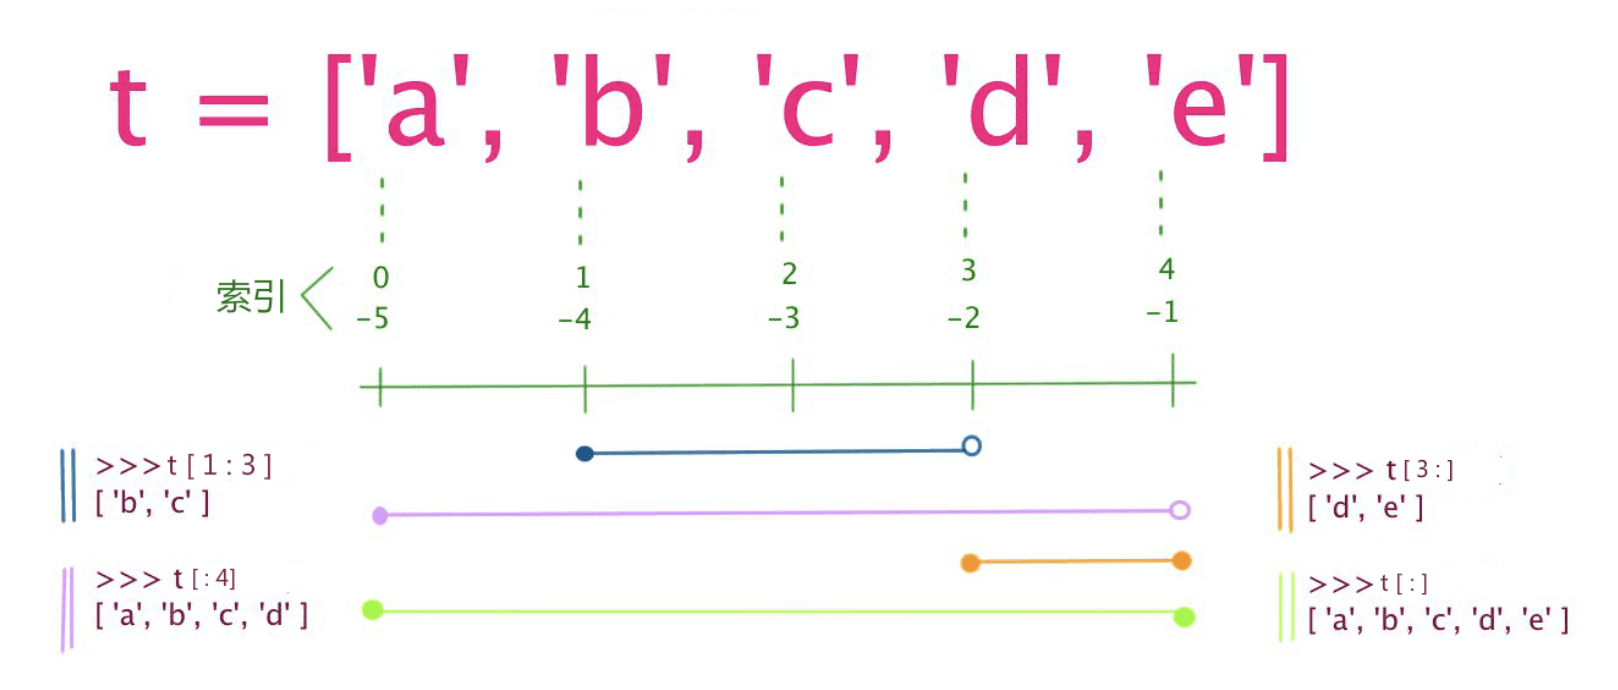 t = ['a', 'b', 'c', 'd', 'e']
索引
0 1 2 3 4
-5 -4 -3 -2 -1
>>>t[1:3]
['b', 'c']
>>> t[:4]
['a', 'b', 'c', 'd']
>>> t[3:]
['d', 'e']
>>>t[:]
['a', 'b', 'c', 'd', 'e']